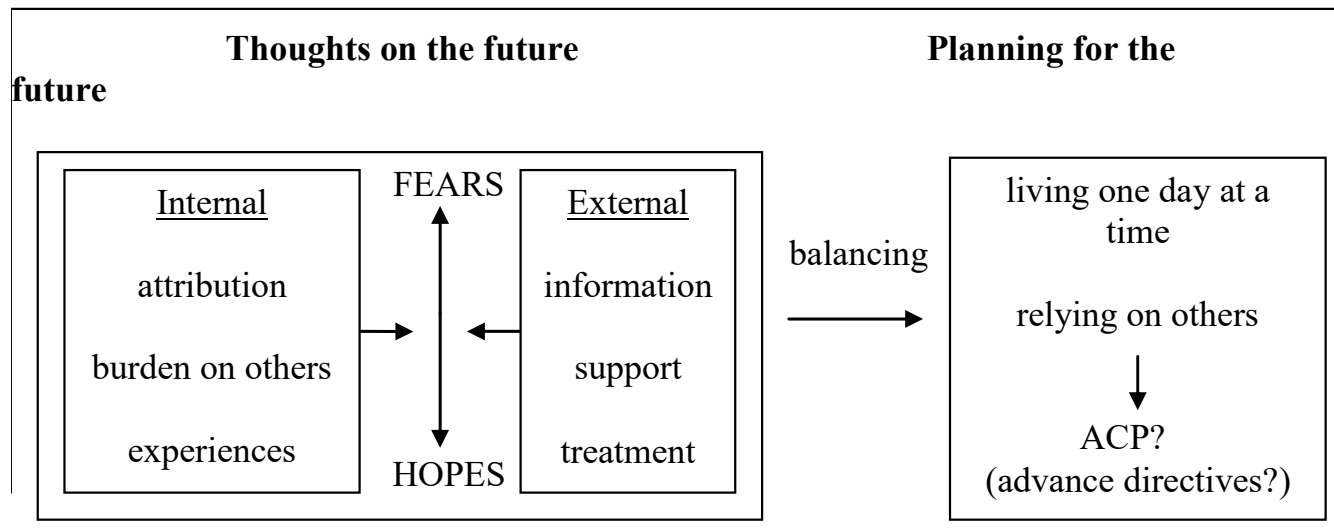 Thoughts on the future Planning for the
future
Internal
attribution
burden on others
experiences
FEARS
HOPES
External
information
support
treatment
balancing
living one day at a
time
relying on others
ACP?
(advance directives?)